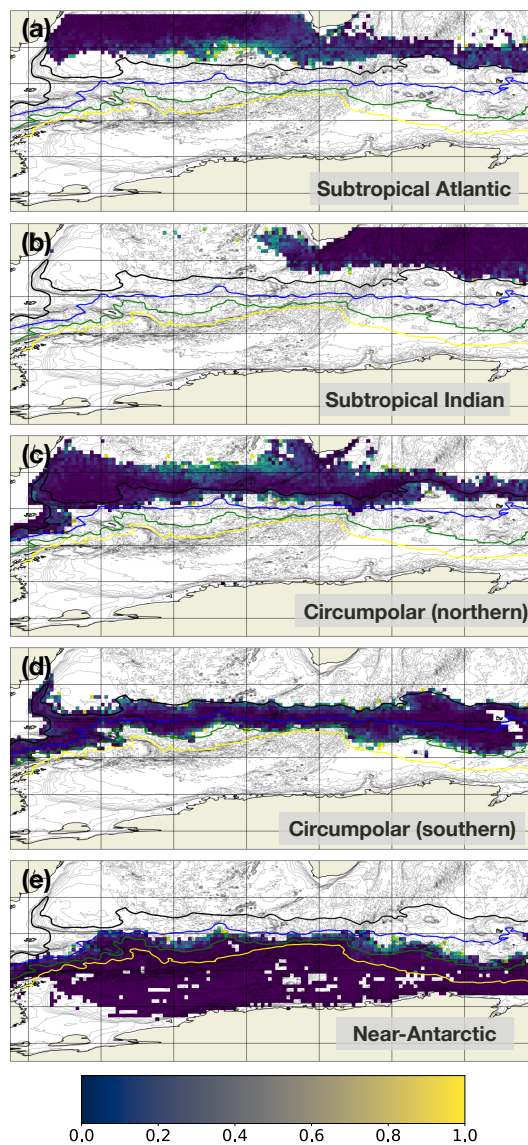 (a)
Subtropical Atlantic
(b)
Subtropical Indian
(c)
Circumpolar (northern)
(d)
Circumpolar (southern)
(e)
Near-Antarctic
0.0 0.2 0.4 0.6 0.8 1.0